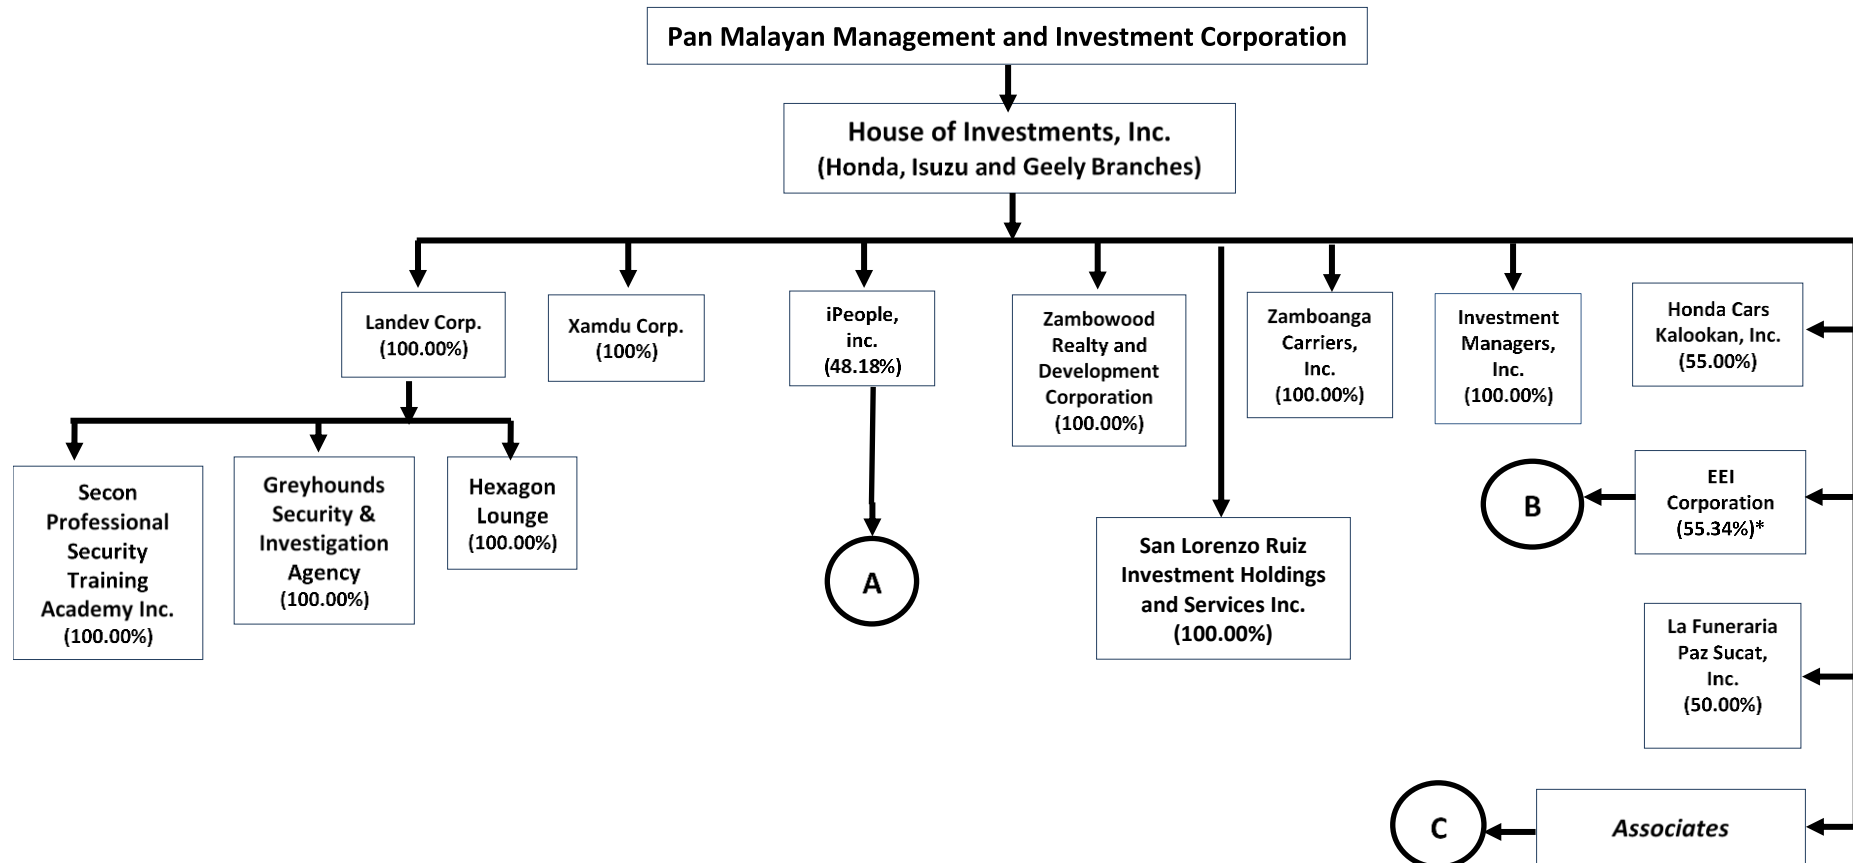 Pan Malayan Management and Investment Corporation
House of Investments, Inc.
(Honda, Isuzu and Geely Branches)
Landev Corp.
(100.00%)
Xamdu Corp.
(100%)
iPeople,
inc.
(48.18%)
Zambowood
Realty and
Development
Corporation
(100.00%)
Zamboanga
Carriers,
Inc.
(100.00%)
Investment
Managers,
Inc.
(100.00%)
Honda Cars
Kalookan, Inc.
(55.00%)
Secon
Professional
Security
Training
Academy Inc.
(100.00%)
Greyhounds
Security &
Investigation
Agency
(100.00%)
Hexagon
Lounge
(100.00%)
A
San Lorenzo Ruiz
Investment Holdings
and Services Inc.
(100.00%)
B
EEI
Corporation
(55.34%)*
La Funeraria
Paz Sucat,
Inc.
(50.00%)
C
Associates